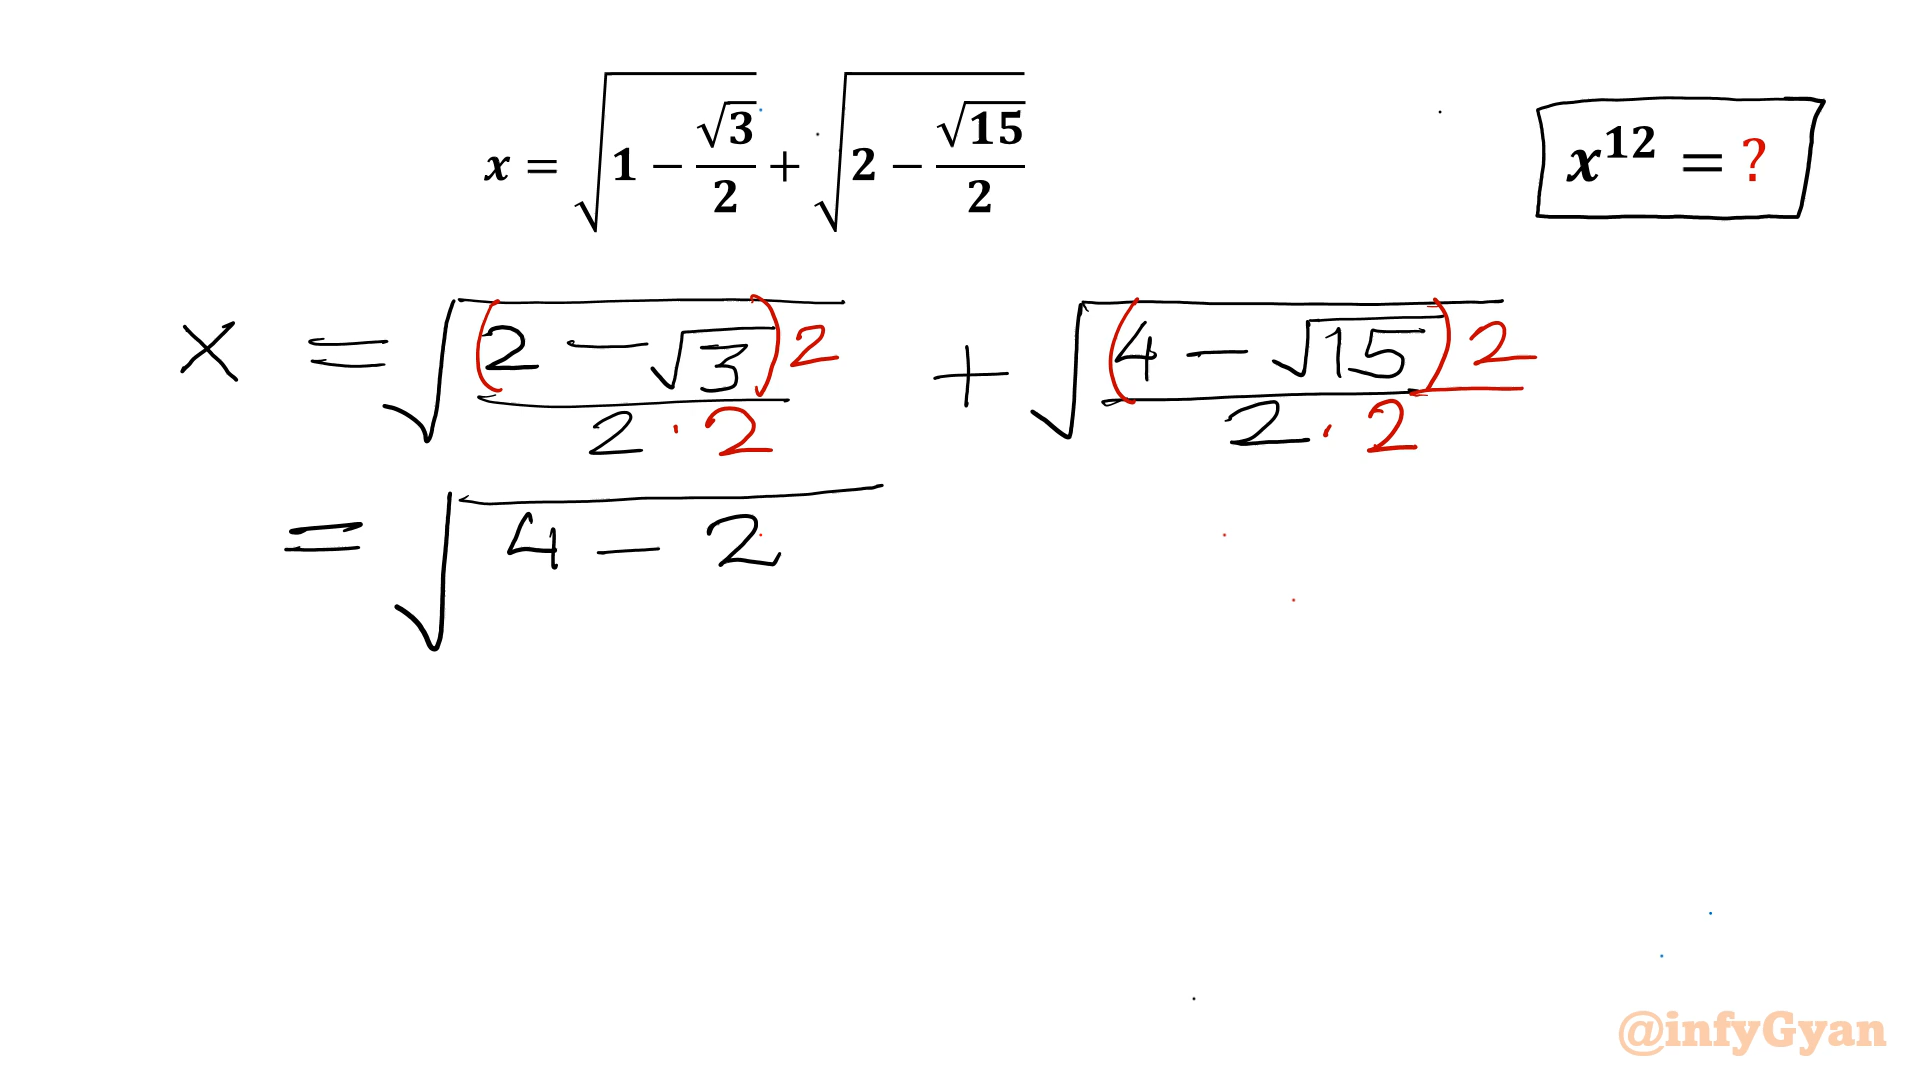 x = √(1 − √3/2) + √(2 − √15/2)
x¹² = ?
x = √((2 − √3)2/(2·2)) + √((4 − √15)2/(2·2))
= √(4 − 2
@infyGyan